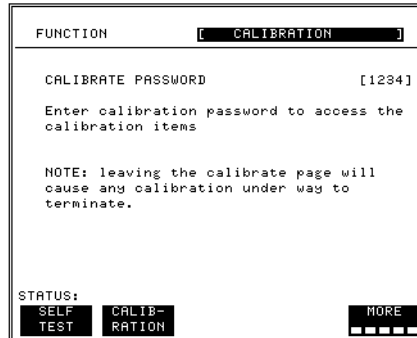 FUNCTION [ CALIBRATION ]
CALIBRATE PASSWORD [1234]
Enter calibration password to access the
calibration items
NOTE: leaving the calibrate page will
cause any calibration under way to
terminate.
STATUS:
SELF TEST
CALIB-RATION
MORE